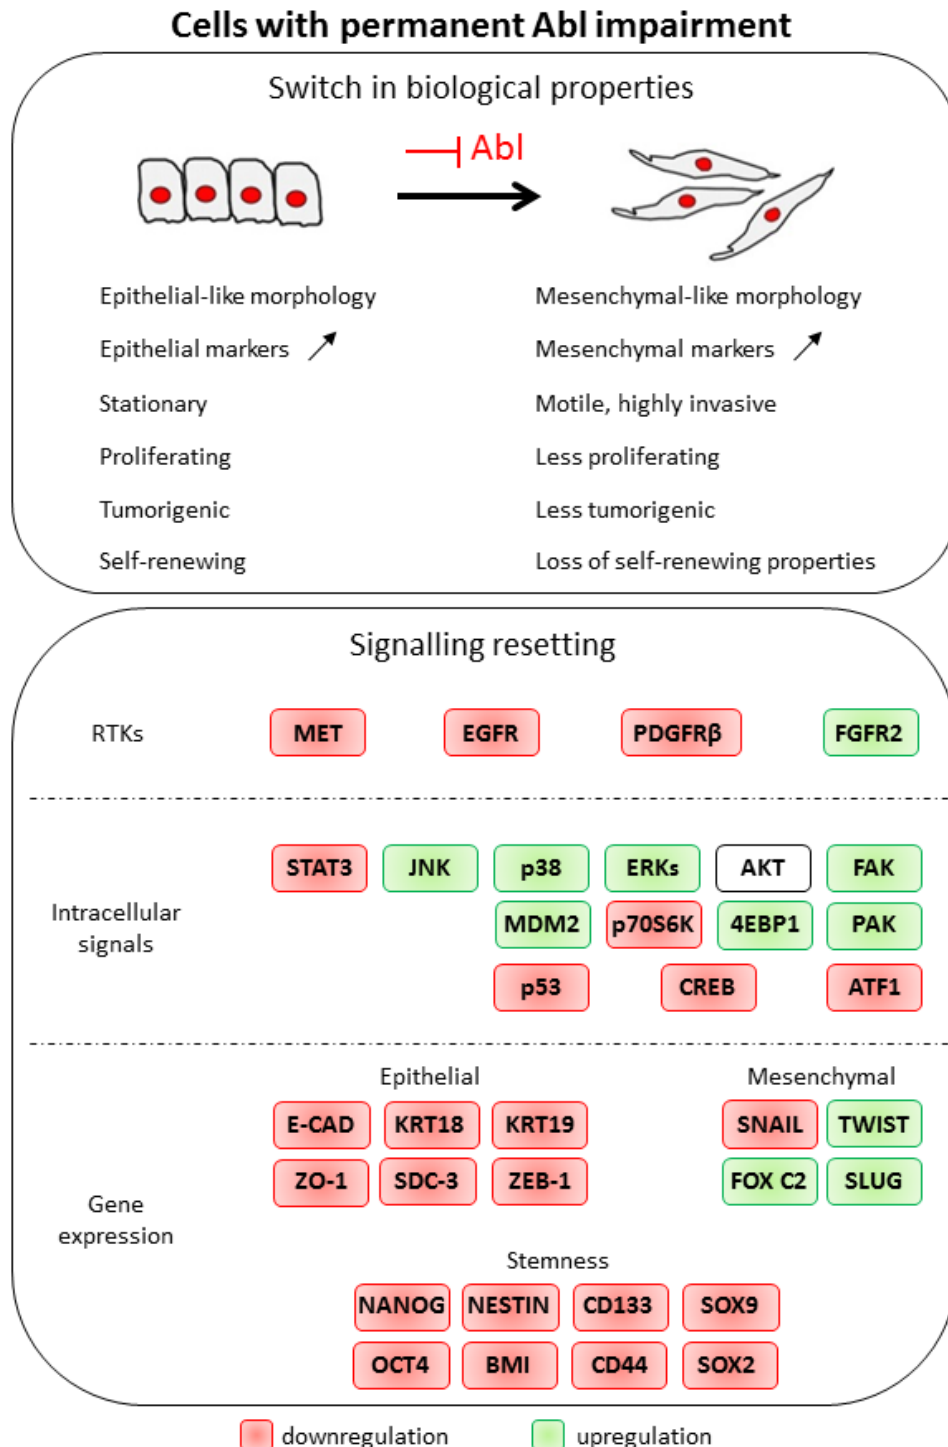 Cells with permanent Abl impairment
Switch in biological properties
Abl
Epithelial-like morphology Mesenchymal-like morphology
Epithelial markers Mesenchymal markers
Stationary Motile, highly invasive
Proliferating Less proliferating
Tumorigenic Less tumorigenic
Self-renewing Loss of self-renewing properties
Signalling resetting
RTKs MET EGFR PDGFRβ FGFR2
STAT3 JNK p38 ERKs AKT FAK
Intracellular
signals
MDM2 p70S6K 4EBP1 PAK
p53 CREB ATF1
Epithelial Mesenchymal
E-CAD KRT18 KRT19 SNAIL TWIST
ZO-1 SDC-3 ZEB-1 FOX C2 SLUG
Gene
expression
Stemness
NANOG NESTIN CD133 SOX9
OCT4 BMI CD44 SOX2
downregulation upregulation